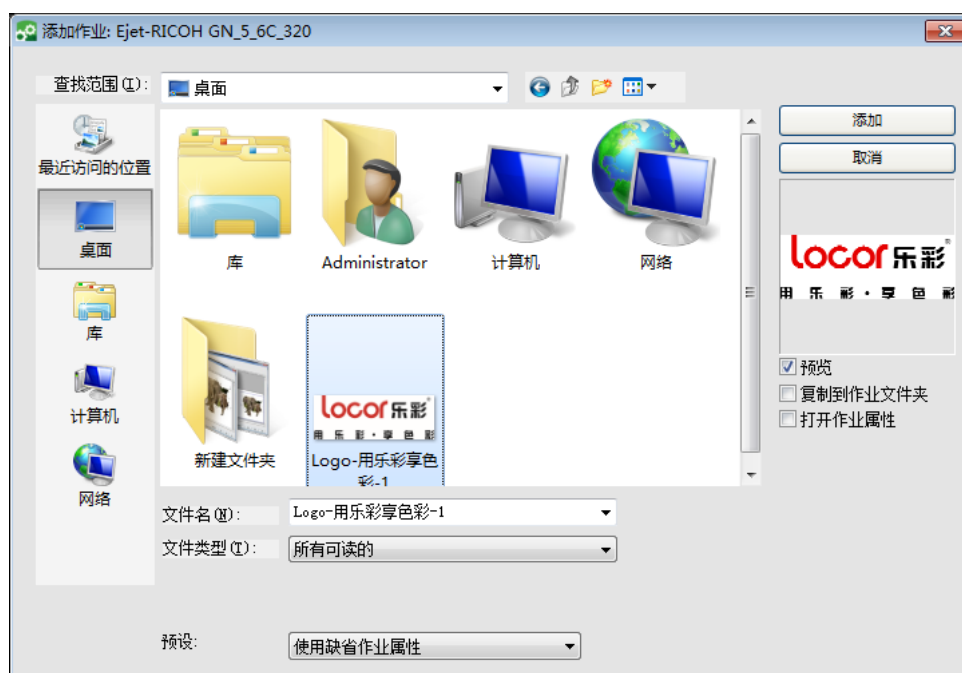 添加作业: Ejet-RICOH GN_5_6C_320
查找范围(I):
桌面
最近访问的位置
桌面
库
计算机
网络
库
Administrator
计算机
网络
locor乐彩
用 乐 彩 · 享 色 彩
新建文件夹
Logo-用乐彩享色
彩-1
添加
取消
locor乐彩®
用 乐 彩 · 享 色 彩
预览
复制到作业文件夹
打开作业属性
文件名(N):
Logo-用乐彩享色彩-1
文件类型(T):
所有可读的
预设:
使用缺省作业属性